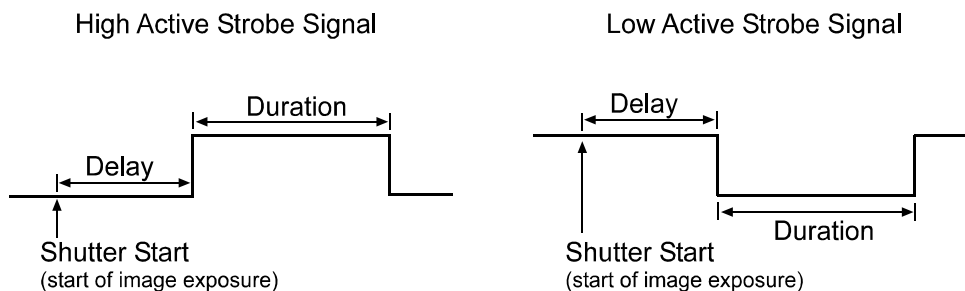 High Active Strobe Signal
Duration
Delay
Shutter Start
(start of image exposure)
Low Active Strobe Signal
Delay
Duration
Shutter Start
(start of image exposure)